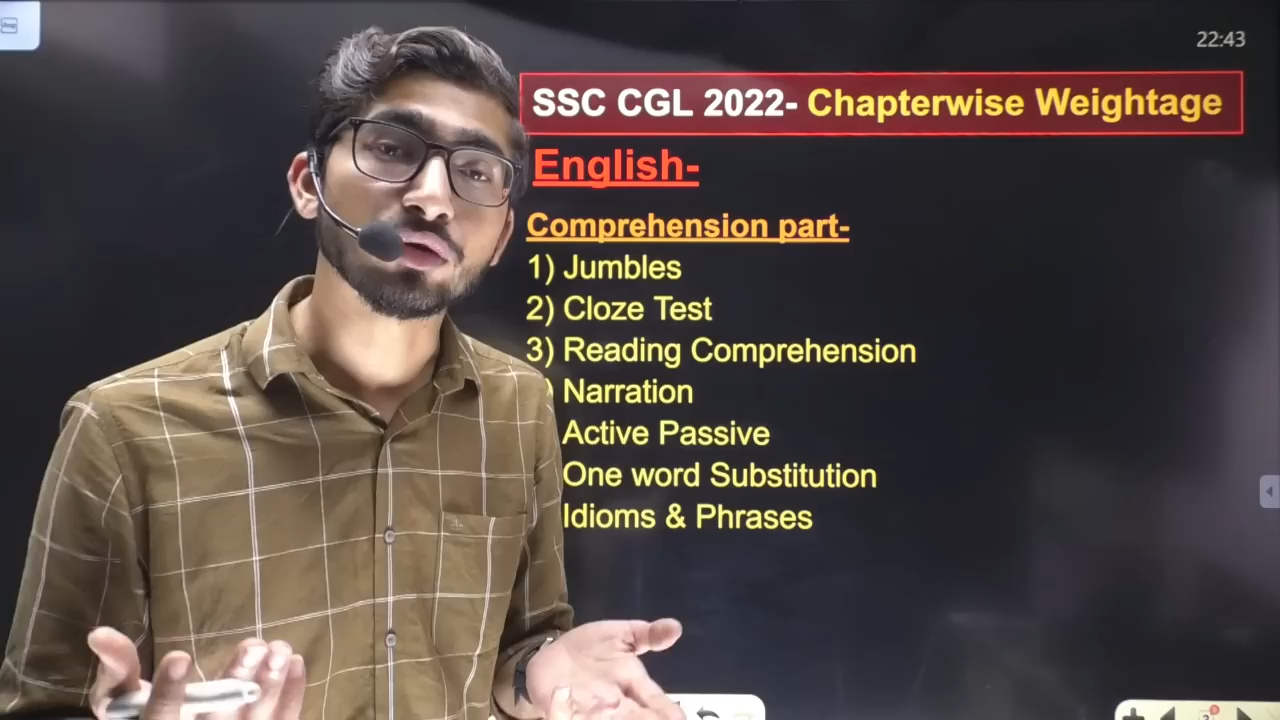 22:43
SSC CGL 2022- Chapterwise Weightage
English-
Comprehension part-
1) Jumbles
2) Cloze Test
3) Reading Comprehension
) Narration
Active Passive
One word Substitution
Idioms & Phrases